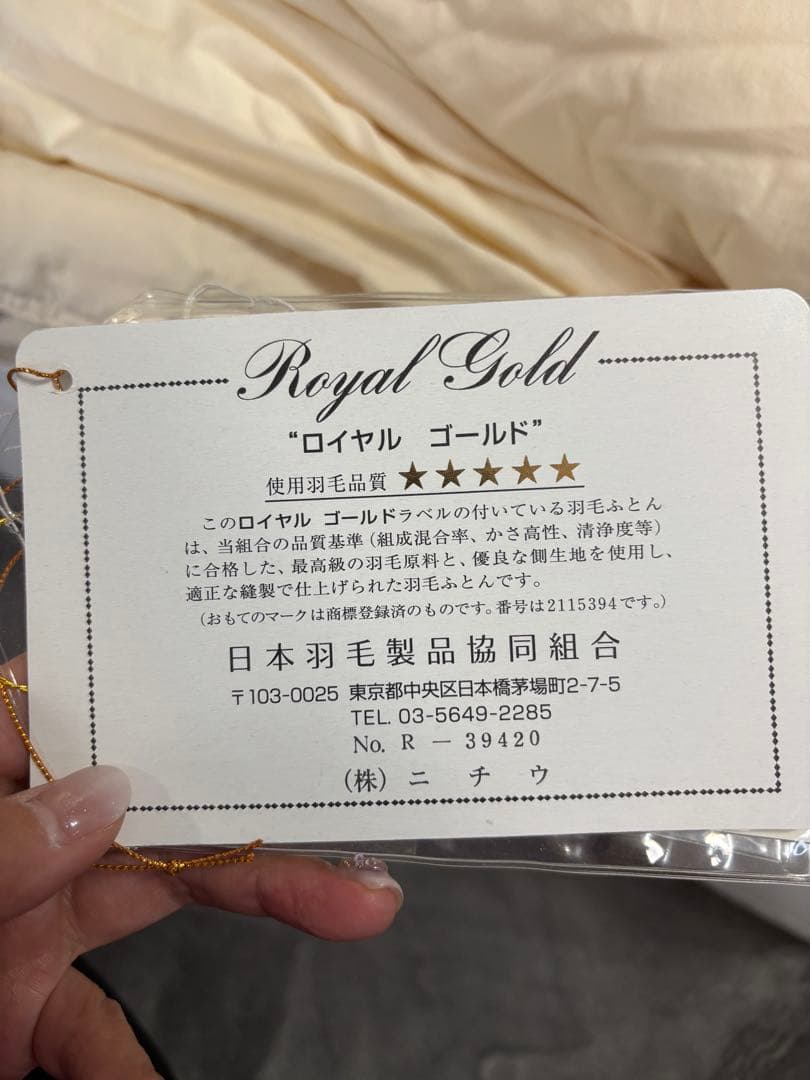 Royal Gold
“ロイヤル ゴールド”
使用羽毛品質 ★★★★★
このロイヤル ゴールドラベルの付いている羽毛ふとん
は、当組合の品質基準（組成混合率、かさ高性、清浄度等）
に合格した、最高級の羽毛原料と、優良な側生地を使用し、
適正な縫製で仕上げられた羽毛ふとんです。
（おもてのマークは商標登録済のものです。番号は2115394です。）
日本羽毛製品協同組合
〒103-0025 東京都中央区日本橋茅場町2-7-5
TEL. 03-5649-2285
No. R － 39420
（株） ニ チ ウ